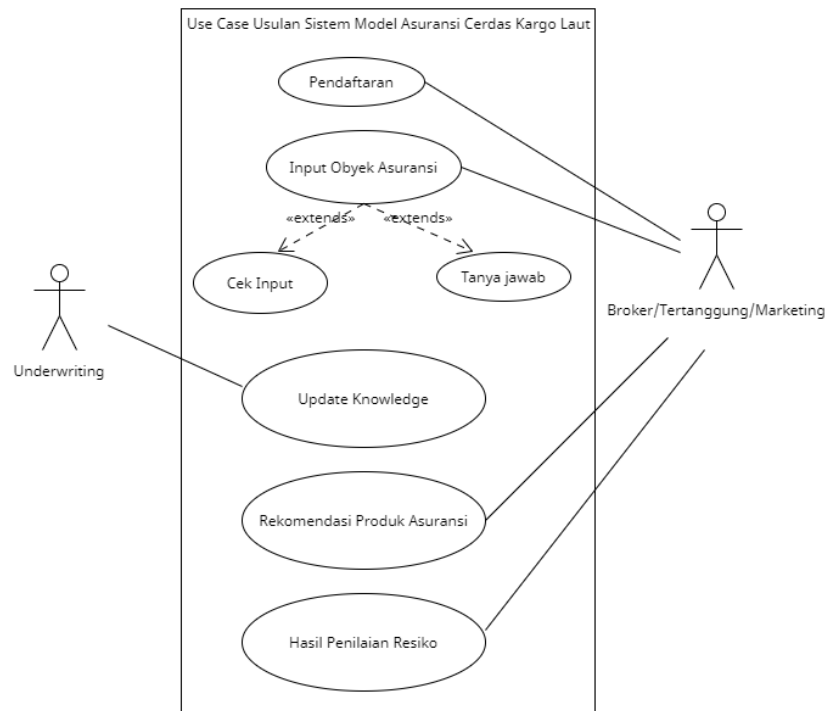 Use Case Usulan Sistem Model Asuransi Cerdas Kargo Laut
Pendaftaran
Input Obyek Asuransi
«extends» «extends»
Cek Input
Tanya jawab
Underwriting
Broker/Tertanggung/Marketing
Update Knowledge
Rekomendasi Produk Asuransi
Hasil Penilaian Resiko